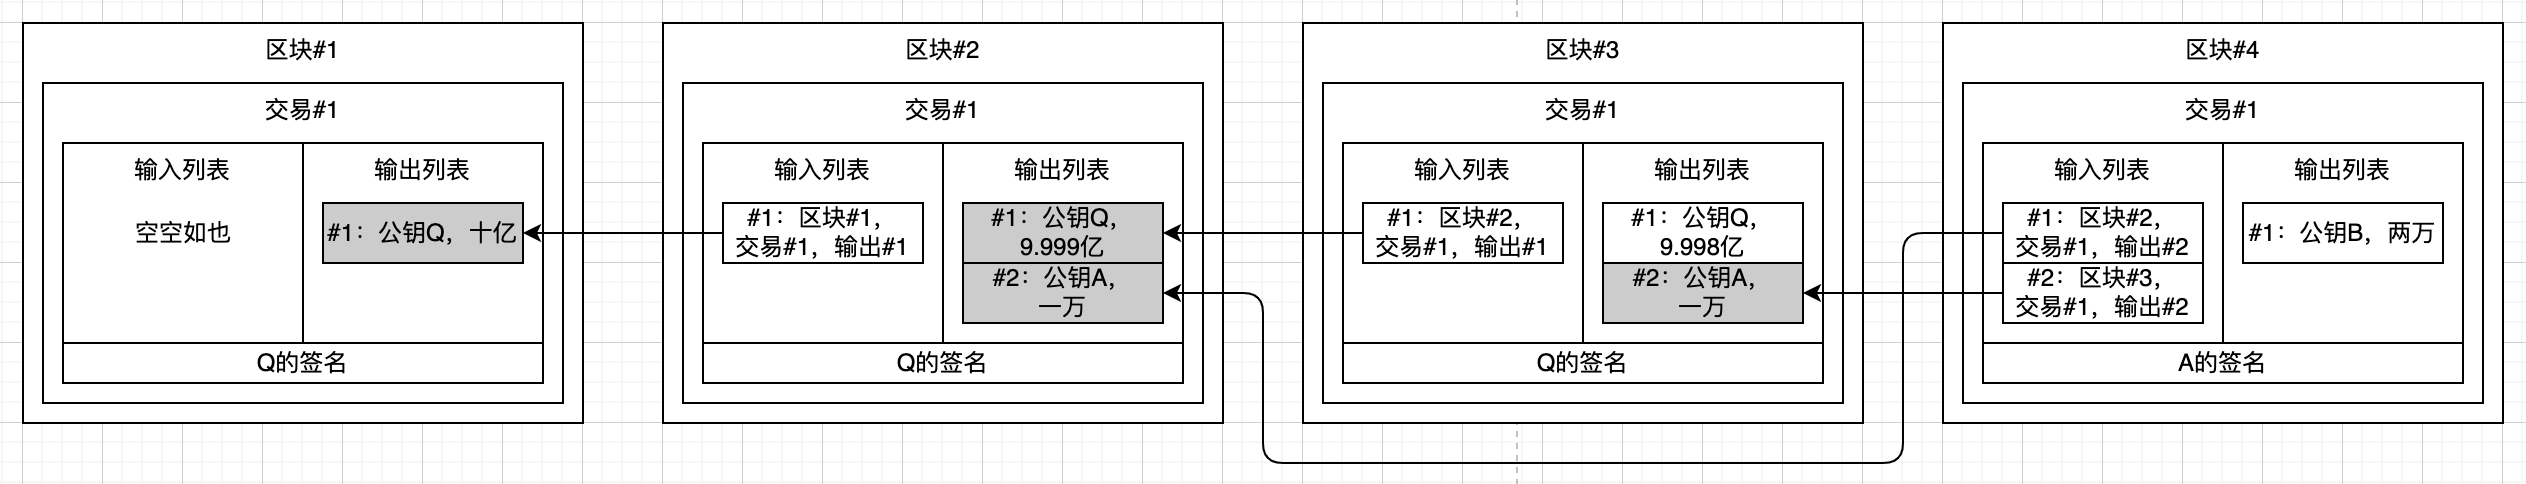 区块#1
交易#1
输入列表
输出列表
空空如也
#1：公钥Q，十亿
Q的签名
区块#2
交易#1
输入列表
输出列表
#1：区块#1，
交易#1，输出#1
#1：公钥Q，
9.999亿
#2：公钥A，
一万
Q的签名
区块#3
交易#1
输入列表
输出列表
#1：区块#2，
交易#1，输出#1
#1：公钥Q，
9.998亿
#2：公钥A，
一万
Q的签名
区块#4
交易#1
输入列表
输出列表
#1：区块#2，
交易#1，输出#2
#2：区块#3，
交易#1，输出#2
#1：公钥B，两万
A的签名